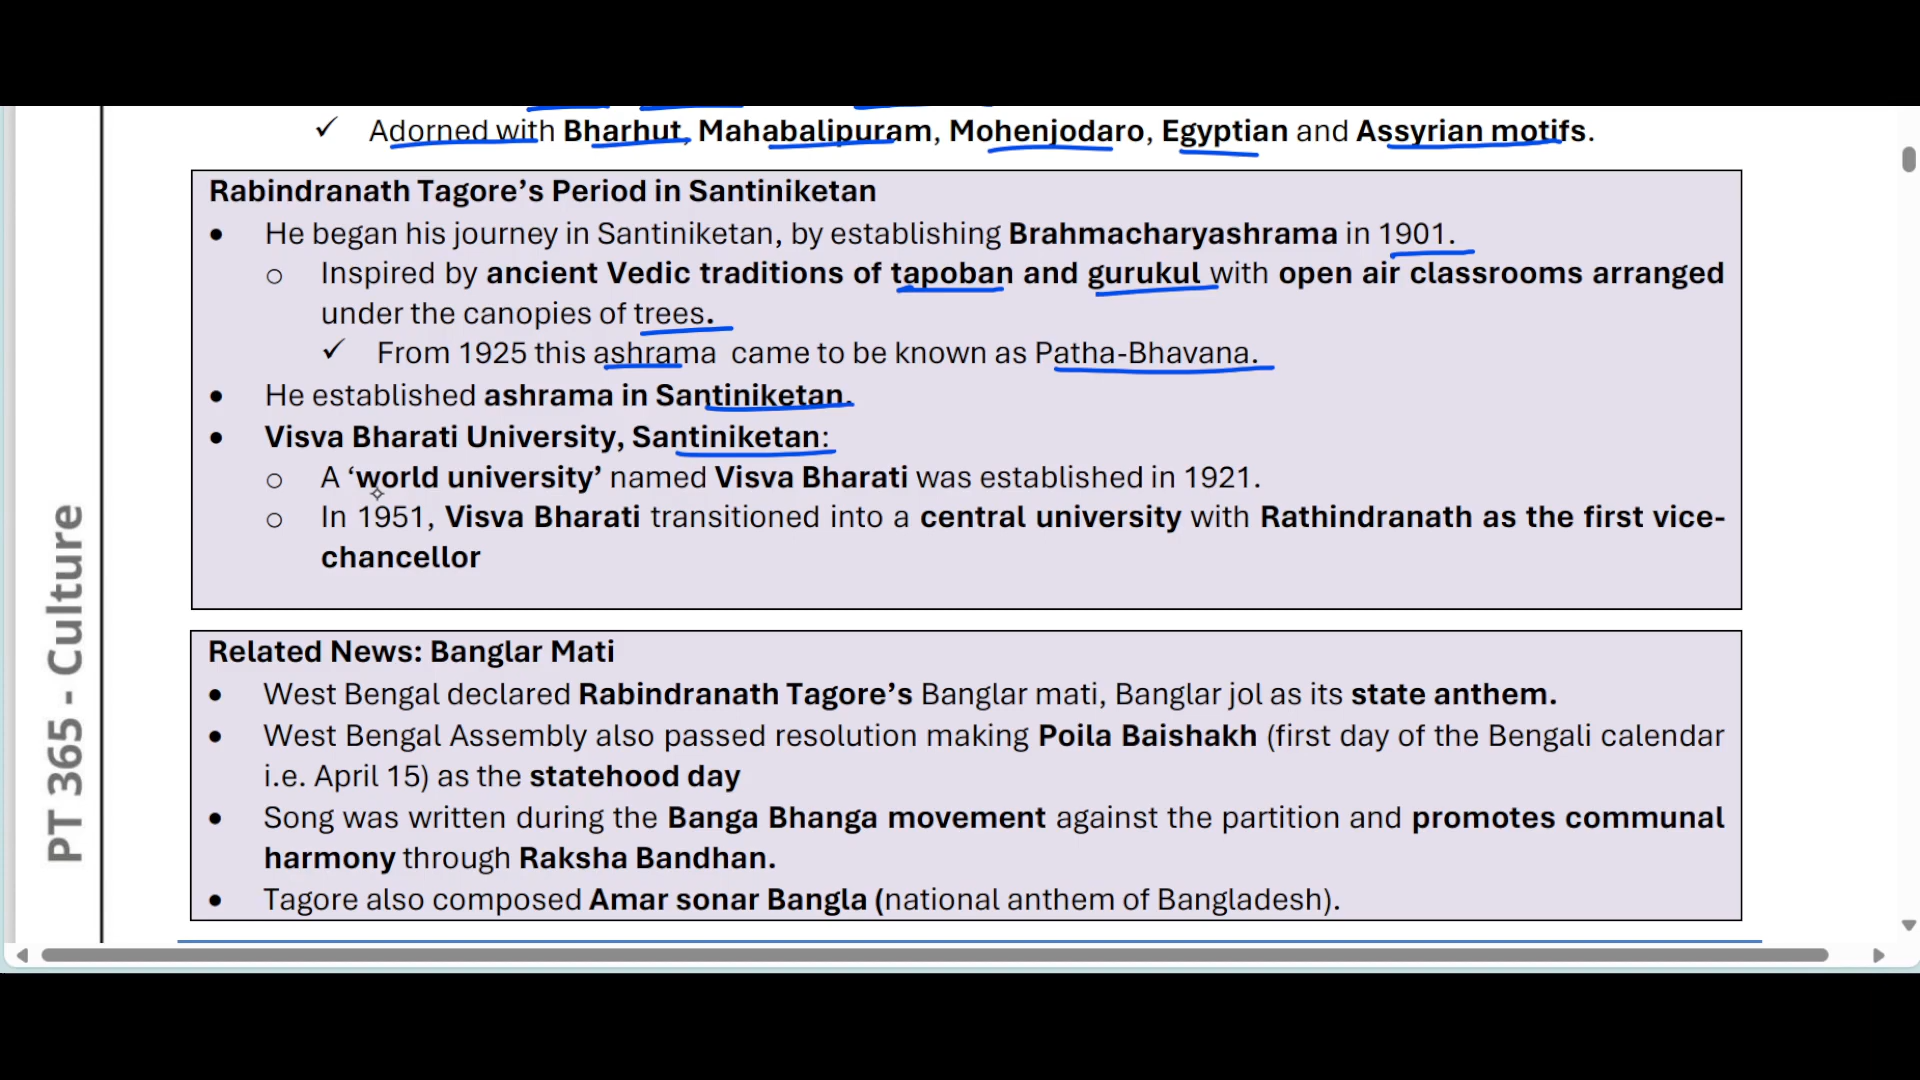 ✓ Adorned with Bharhut, Mahabalipuram, Mohenjodaro, Egyptian and Assyrian motifs.
Rabindranath Tagore’s Period in Santiniketan
• He began his journey in Santiniketan, by establishing Brahmacharyashrama in 1901.
o Inspired by ancient Vedic traditions of tapoban and gurukul with open air classrooms arranged
under the canopies of trees.
✓ From 1925 this ashrama came to be known as Patha-Bhavana.
• He established ashrama in Santiniketan.
• Visva Bharati University, Santiniketan:
o A ‘world university’ named Visva Bharati was established in 1921.
o In 1951, Visva Bharati transitioned into a central university with Rathindranath as the first vice-
chancellor
Related News: Banglar Mati
• West Bengal declared Rabindranath Tagore’s Banglar mati, Banglar jol as its state anthem.
• West Bengal Assembly also passed resolution making Poila Baishakh (first day of the Bengali calendar
i.e. April 15) as the statehood day
• Song was written during the Banga Bhanga movement against the partition and promotes communal
harmony through Raksha Bandhan.
• Tagore also composed Amar sonar Bangla (national anthem of Bangladesh).
PT 365 - Culture